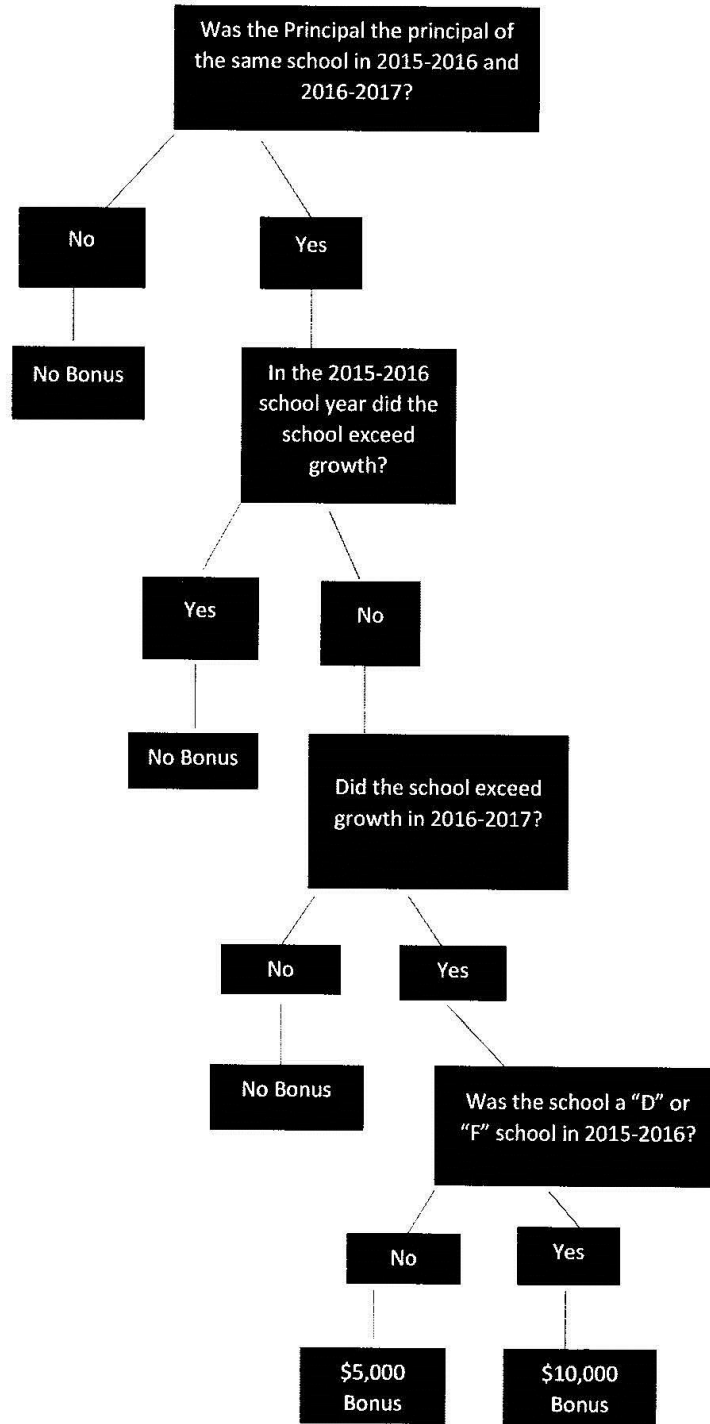 Was the Principal the principal of
the same school in 2015-2016 and
2016-2017?
No
Yes
No Bonus
In the 2015-2016
school year did the
school exceed
growth?
Yes
No
No Bonus
Did the school exceed
growth in 2016-2017?
No
Yes
No Bonus
Was the school a “D” or
“F” school in 2015-2016?
No
Yes
$5,000
Bonus
$10,000
Bonus